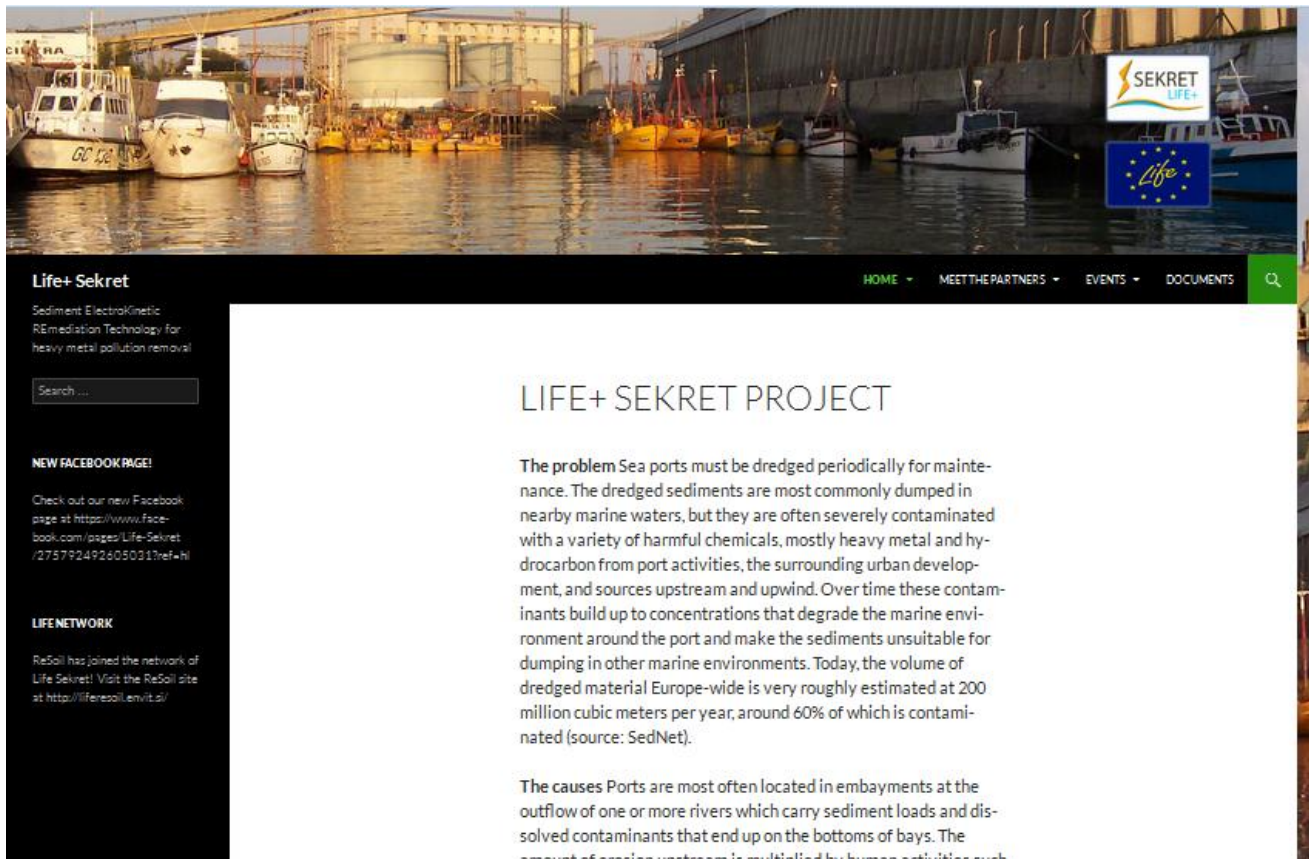 SEKRET
LIFE+
Life
Life+ Sekret
HOME
MEET THE PARTNERS
EVENTS
DOCUMENTS
Sediment ElectroKinetic
REmediation Technology for
heavy metal pollution removal
Search ...
NEW FACEBOOK PAGE!
Check out our new Facebook
page at https://www.face-
book.com/pages/Life-Sekret
/275792492605031?ref=hl
LIFE NETWORK
ReSoil has joined the network of
Life Sekret! Visit the ReSoil site
at http://liferesoil.envit.si/
LIFE+ SEKRET PROJECT
The problem Sea ports must be dredged periodically for mainte-
nance. The dredged sediments are most commonly dumped in
nearby marine waters, but they are often severely contaminated
with a variety of harmful chemicals, mostly heavy metal and hy-
drocarbon from port activities, the surrounding urban develop-
ment, and sources upstream and upwind. Over time these contam-
inants build up to concentrations that degrade the marine envi-
ronment around the port and make the sediments unsuitable for
dumping in other marine environments. Today, the volume of
dredged material Europe-wide is very roughly estimated at 200
million cubic meters per year, around 60% of which is contami-
nated (source: SedNet).
The causes Ports are most often located in embayments at the
outflow of one or more rivers which carry sediment loads and dis-
solved contaminants that end up on the bottoms of bays. The
amount of erosion upstream is multiplied by human activities such